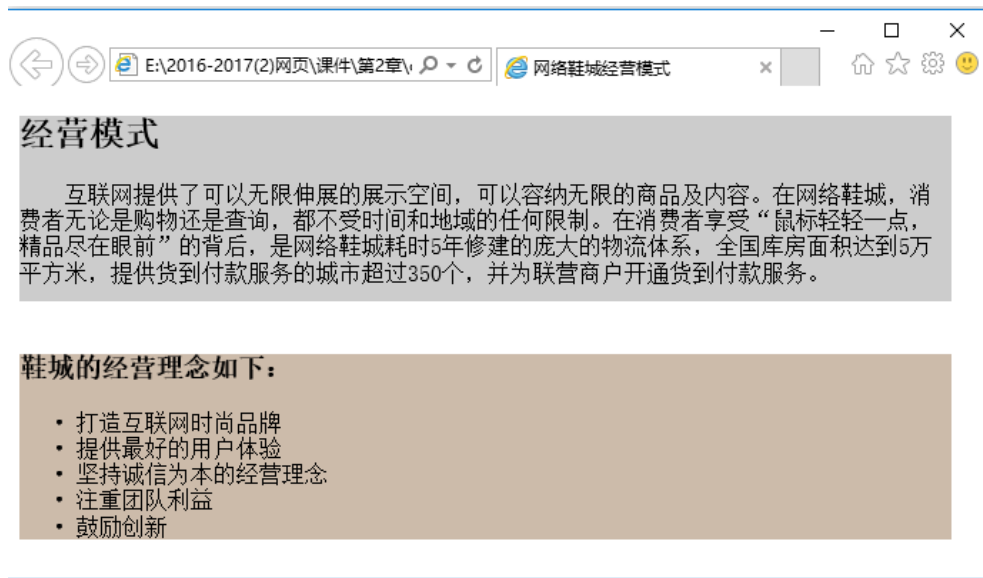 E:\2016-2017(2)网页\课件\第2章\
网络鞋城经营模式
经营模式
互联网提供了可以无限伸展的展示空间，可以容纳无限的商品及内容。在网络鞋城，消
费者无论是购物还是查询，都不受时间和地域的任何限制。在消费者享受“鼠标轻轻一点，
精品尽在眼前”的背后，是网络鞋城耗时5年修建的庞大的物流体系，全国库房面积达到5万
平方米，提供货到付款服务的城市超过350个，并为联营商户开通货到付款服务。
鞋城的经营理念如下：
• 打造互联网时尚品牌
• 提供最好的用户体验
• 坚持诚信为本的经营理念
• 注重团队利益
• 鼓励创新